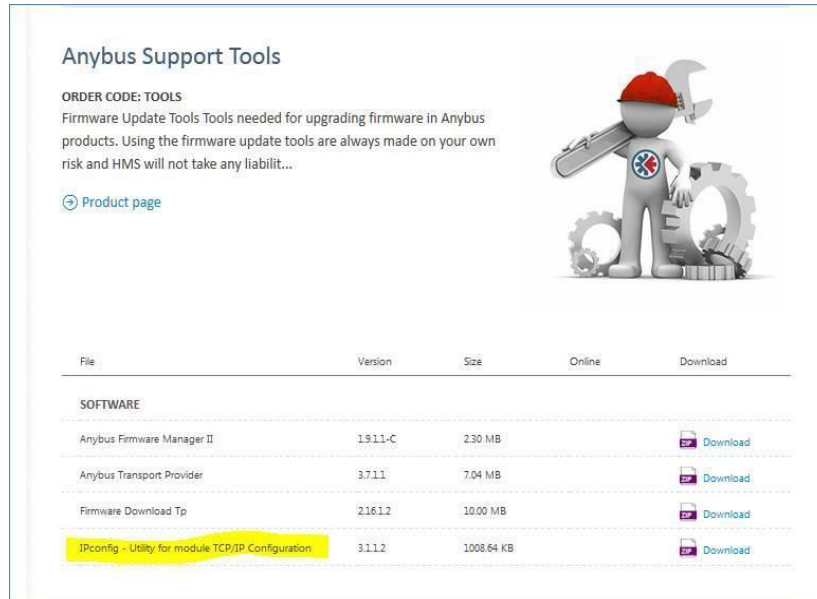 Anybus Support Tools
ORDER CODE: TOOLS
Firmware Update Tools Tools needed for upgrading firmware in Anybus
products. Using the firmware update tools are always made on your own
risk and HMS will not take any liabilit...
Product page
File Version Size Online Download
SOFTWARE
Anybus Firmware Manager II 1.9.1.1-C 2.30 MB ZIP Download
Anybus Transport Provider 3.7.1.1 7.04 MB ZIP Download
Firmware Download Tp 2.16.1.2 10.00 MB ZIP Download
IPconfig - Utility for module TCP/IP Configuration 3.1.1.2 1008.64 KB ZIP Download